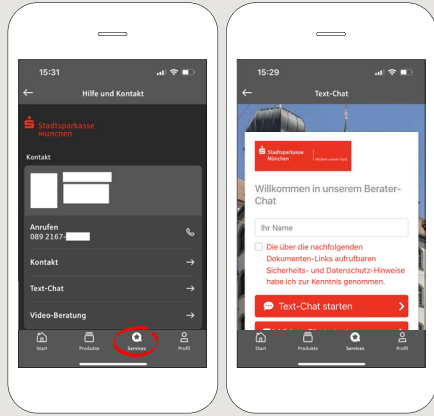 15:31
Hilfe und Kontakt
Stadtsparkasse
München
Kontakt
Anrufen
089 2167-
Kontakt
Text-Chat
Video-Beratung
Start
Produkte
Services
Profil
15:29
Text-Chat
Stadtsparkasse
München
Willkommen in unserem Berater-
Chat
Ihr Name
Die über die nachfolgenden
Dokumenten-Links aufrufbaren
Sicherheits- und Datenschutz-Hinweise
habe ich zur Kenntnis genommen.
Text-Chat starten
Start
Produkte
Services
Profil